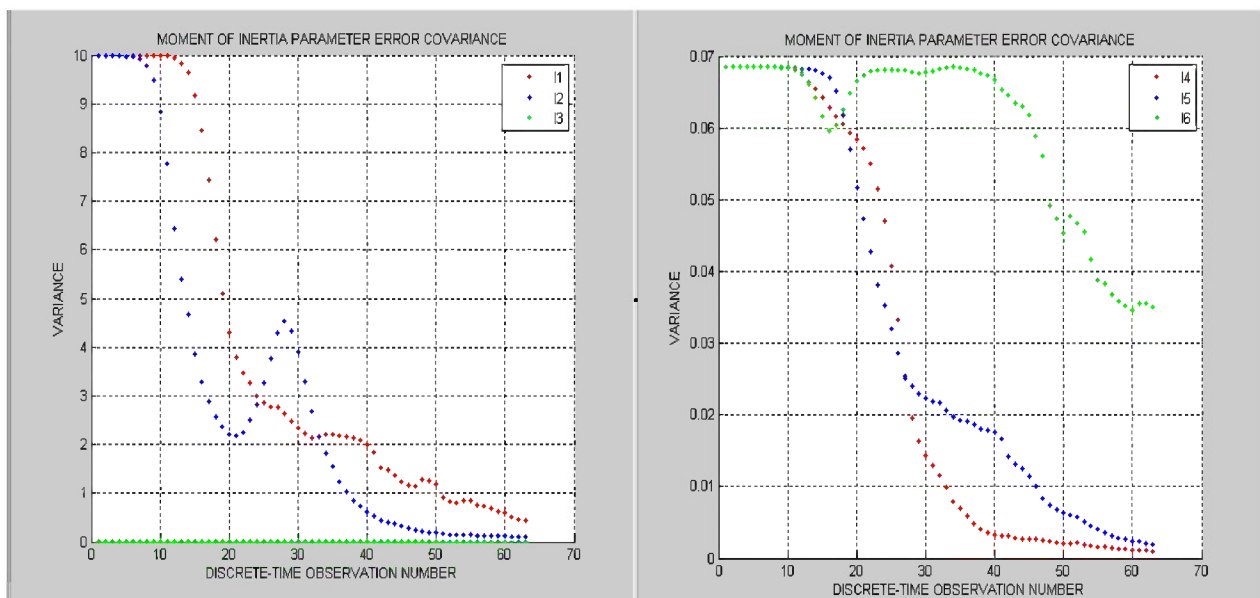 MOMENT OF INERTIA PARAMETER ERROR COVARIANCE
10
9
8
7
6
5
4
3
2
1
0
VARIANCE
I1
I2
I3
0 10 20 30 40 50 60 70
DISCRETE-TIME OBSERVATION NUMBER
MOMENT OF INERTIA PARAMETER ERROR COVARIANCE
0.07
0.06
0.05
0.04
0.03
0.02
0.01
0
VARIANCE
I4
I5
I6
0 10 20 30 40 50 60 70
DISCRETE-TIME OBSERVATION NUMBER